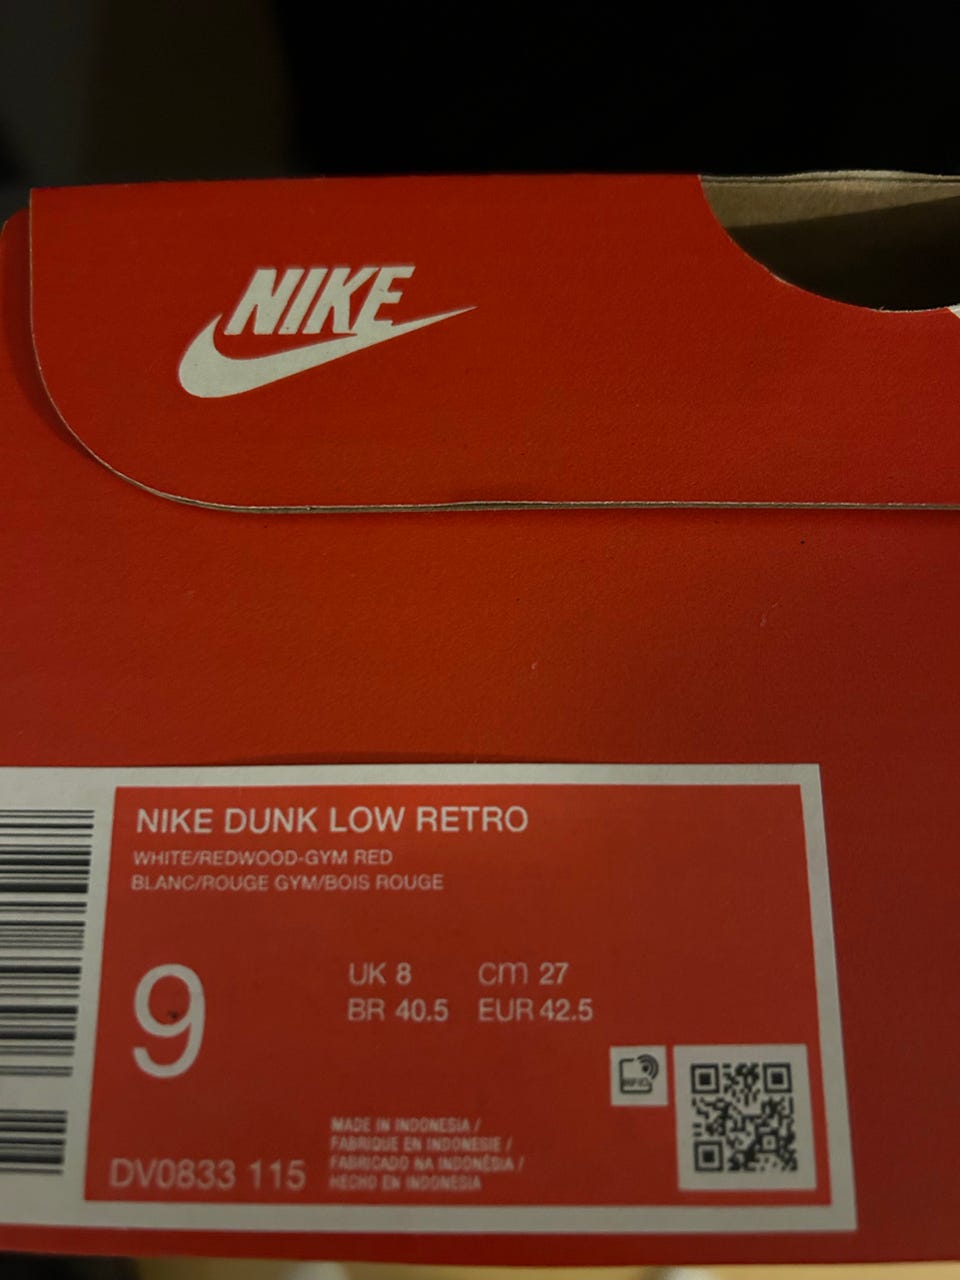 NIKE
NIKE DUNK LOW RETRO
WHITE/REDWOOD-GYM RED
BLANC/ROUGE GYM/BOIS ROUGE
9
UK 8 cm 27
BR 40.5 EUR 42.5
RFID
MADE IN INDONESIA /
FABRIQUE EN INDONESIE /
FABRICADO NA INDONÉSIA /
HECHO EN INDONESIA
DV0833 115